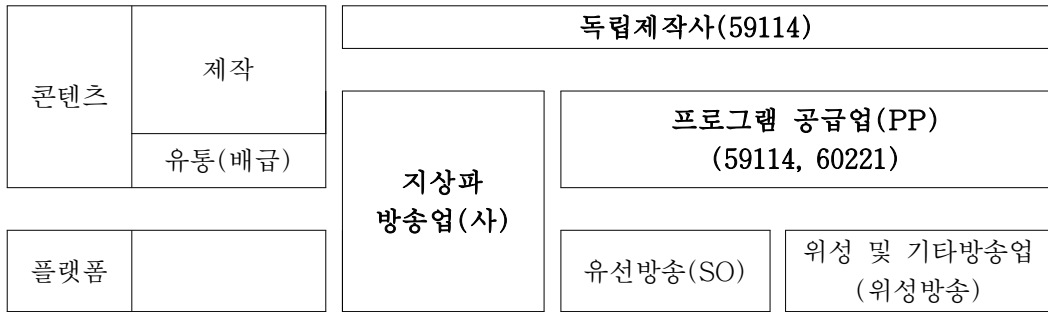 독립제작사(59114)
콘텐츠
제작
유통(배급)
지상파
방송업(사)
프로그램 공급업(PP)
(59114, 60221)
플랫폼
유선방송(SO)
위성 및 기타방송업
(위성방송)